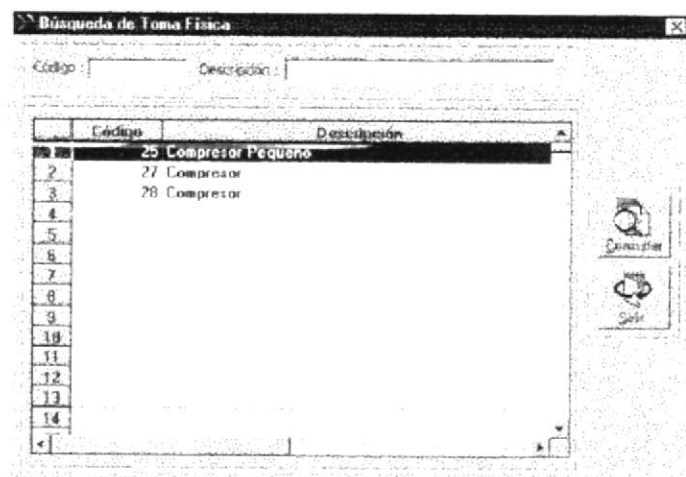 Búsqueda de Toma Física
Código : Descripción :
Código Descripción
25 Compresor Pequeño
2 27 Compresor
3 28 Compresor
4
5
6
7
8
9
10
11
12
13
14
Consultar
Salir